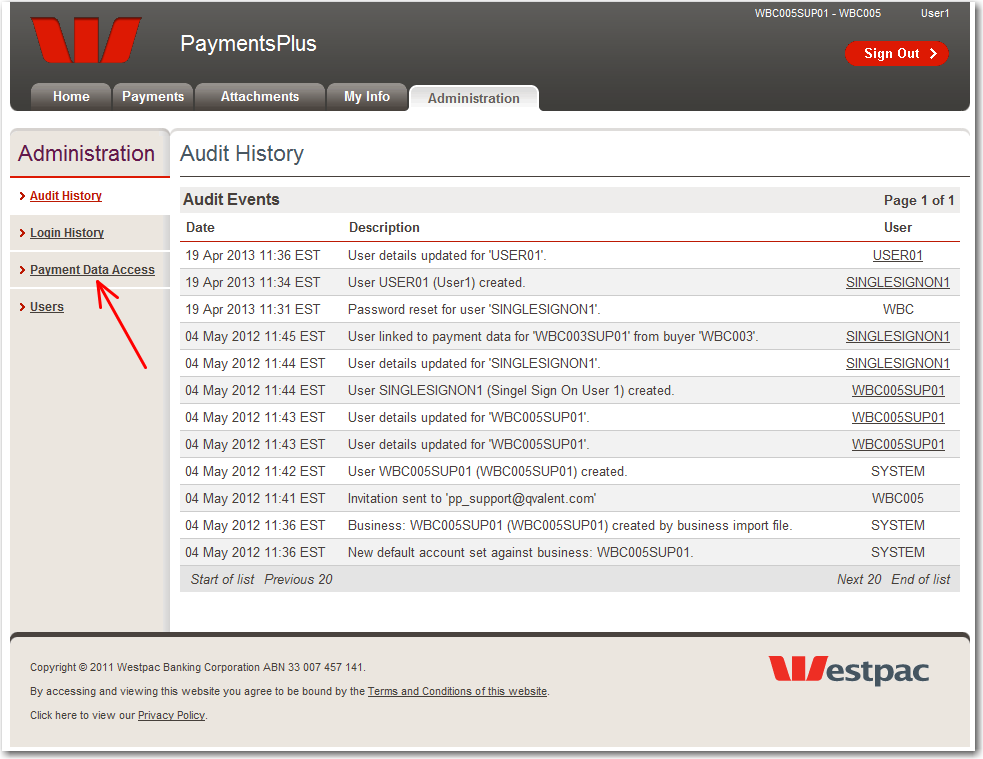 WBC005SUP01 - WBC005 User1
PaymentsPlus
Sign Out
Home Payments Attachments My Info Administration
Administration
Audit History
Login History
Payment Data Access
Users
Audit History
Audit Events Page 1 of 1
Date Description User
19 Apr 2013 11:36 EST User details updated for 'USER01'. USER01
19 Apr 2013 11:34 EST User USER01 (User1) created. SINGLESIGNON1
19 Apr 2013 11:31 EST Password reset for user 'SINGLESIGNON1'. WBC
04 May 2012 11:45 EST User linked to payment data for 'WBC003SUP01' from buyer 'WBC003'. SINGLESIGNON1
04 May 2012 11:44 EST User details updated for 'SINGLESIGNON1'. SINGLESIGNON1
04 May 2012 11:44 EST User SINGLESIGNON1 (Singel Sign On User 1) created. WBC005SUP01
04 May 2012 11:43 EST User details updated for 'WBC005SUP01'. WBC005SUP01
04 May 2012 11:43 EST User details updated for 'WBC005SUP01'. WBC005SUP01
04 May 2012 11:42 EST User WBC005SUP01 (WBC005SUP01) created. SYSTEM
04 May 2012 11:41 EST Invitation sent to 'pp_support@qvalent.com' WBC005
04 May 2012 11:36 EST Business: WBC005SUP01 (WBC005SUP01) created by business import file. SYSTEM
04 May 2012 11:36 EST New default account set against business: WBC005SUP01. SYSTEM
Start of list Previous 20 Next 20 End of list
Copyright © 2011 Westpac Banking Corporation ABN 33 007 457 141.
By accessing and viewing this website you agree to be bound by the Terms and Conditions of this website.
Click here to view our Privacy Policy.
Westpac